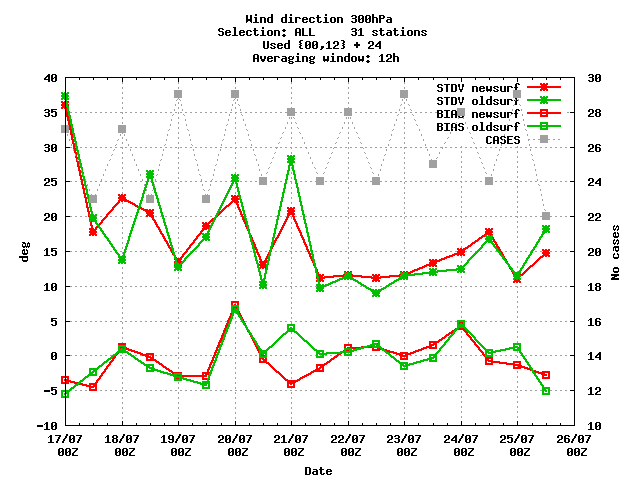 Wind direction 300hPa
Selection: ALL     31 stations
Used {00,12} + 24
Averaging window: 12h
STDV newsurf
STDV oldsurf
BIAS newsurf
BIAS oldsurf
CASES
40
35
30
25
20
15
10
5
0
-5
-10
deg
30
28
26
24
22
20
18
16
14
12
10
No cases
17/07 18/07 19/07 20/07 21/07 22/07 23/07 24/07 25/07 26/07
00Z 00Z 00Z 00Z 00Z 00Z 00Z 00Z 00Z 00Z
Date